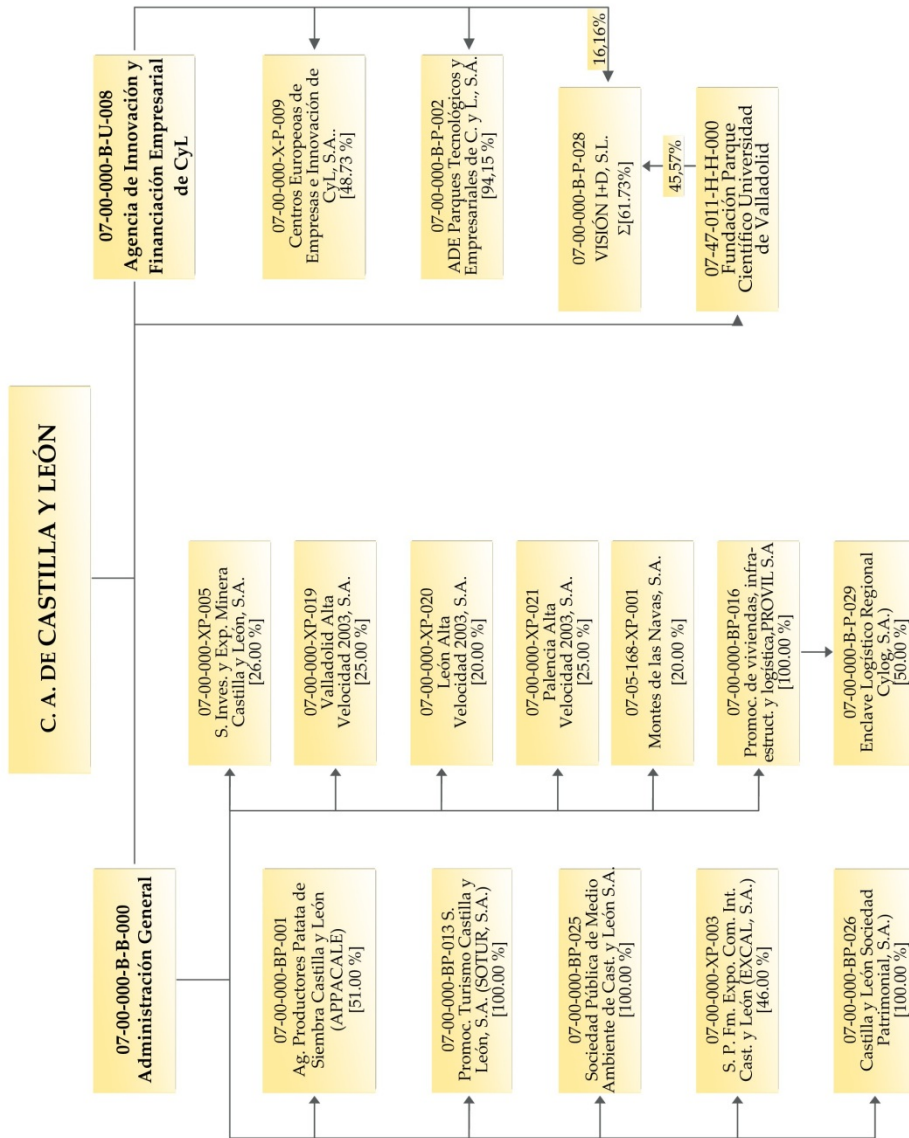 C. A. DE CASTILLA Y LEÓN
07-00-000-B-B-000
Administración General
07-00-000-BP-001
Ag. Productores Patata de
Siembra Castilla y León
(APPACALE)
[51.00 %]
07-00-000-BP-013 S.
Promoc. Turismo Castilla y
León, S.A. (SOTUR, S.A.)
[100.00 %]
07-00-000-BP-025
Sociedad Pública de Medio
Ambiente de Cast. y León S.A.
[100.00 %]
07-00-000-XP-003
S. P. Fm. Expo. Com. Int.
Cast. y León (EXCAL, S.A.)
[46.00 %]
07-00-000-BP-026
Castilla y León Sociedad
Patrimonial, S.A.)
[100.00 %]
07-00-000-XP-005
S. Inves. y Exp. Minera
Castilla y León, S.A.
[26.00 %]
07-00-000-XP-019
Valladolid Alta
Velocidad 2003, S.A.
[25.00 %]
07-00-000-XP-020
León Alta
Velocidad 2003, S.A.
[20.00 %]
07-00-000-XP-021
Palencia Alta
Velocidad 2003, S.A.
[25.00 %]
07-05-168-XP-001
Montes de las Navas, S.A.
[20.00 %]
07-00-000-BP-016
Promoc. de viviendas, infra-
estruct. y logística,PROVIL S.A
[100.00 %]
07-00-000-B-P-029
Enclave Logístico Regional
Cylog, S.A.)
[50.00 %]
07-00-000-B-U-008
Agencia de Innovación y
Financiación Empresarial
de CyL
07-00-000-X-P-009
Centros Europeoas de
Empresas e Innovación de
CyL, S.A..
[48.73 %]
07-00-000-B-P-002
ADE Parques Tecnológicos y
Empresariales de C. y L., S.A.
[94,15 %]
07-00-000-B-P-028
VISIÓN I+D, S.L.
Σ[61.73%]
16,16%
45,57%
07-47-011-H-H-000
Fundación Parque
Científico Universidad
de Valladolid